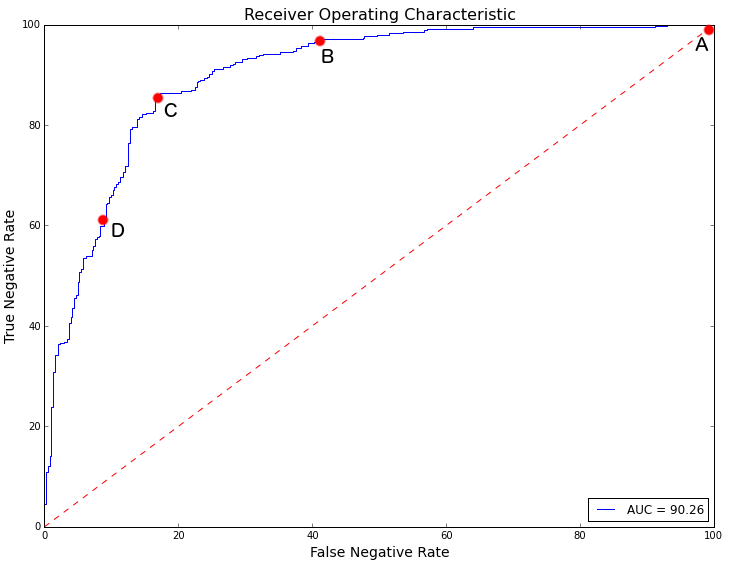 Receiver Operating Characteristic
True Negative Rate
100
80
60
40
20
0
A
B
C
D
AUC = 90.26
0 20 40 60 80 100
False Negative Rate